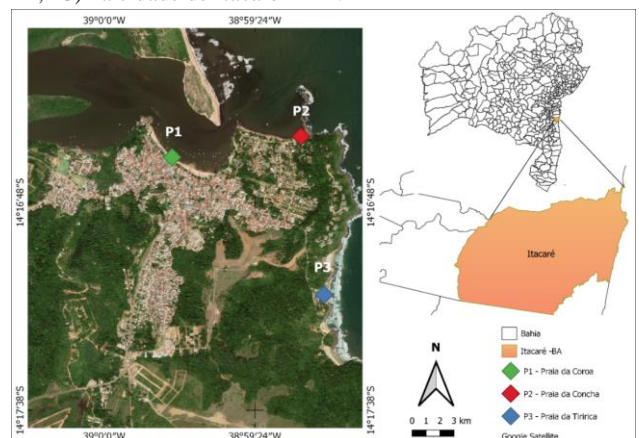 39°0'0"W 38°59'24"W
P1
P2
P3
14°16'48"S
14°17'38"S
14°16'48"S
14°17'38"S
39°0'0"W 38°59'24"W
Itacaré
N
0 1 2 3 km
Bahia
Itacaré -BA
P1 - Praia da Coroa
P2 - Praia da Concha
P3 - Praia da Tiririca
Google Satellite